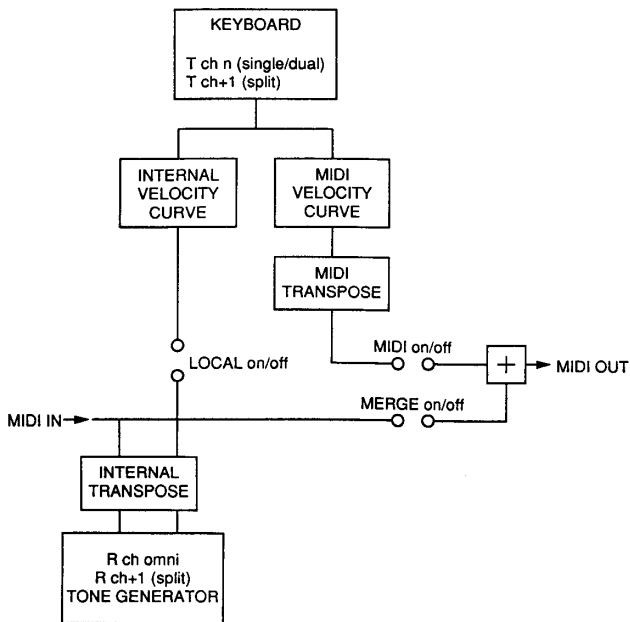 KEYBOARD
T ch n (single/dual)
T ch+1 (split)
INTERNAL
VELOCITY
CURVE
MIDI
VELOCITY
CURVE
MIDI
TRANSPOSE
LOCAL on/off
MIDI on/off
+
MIDI OUT
MIDI IN
MERGE on/off
INTERNAL
TRANSPOSE
R ch omni
R ch+1 (split)
TONE GENERATOR